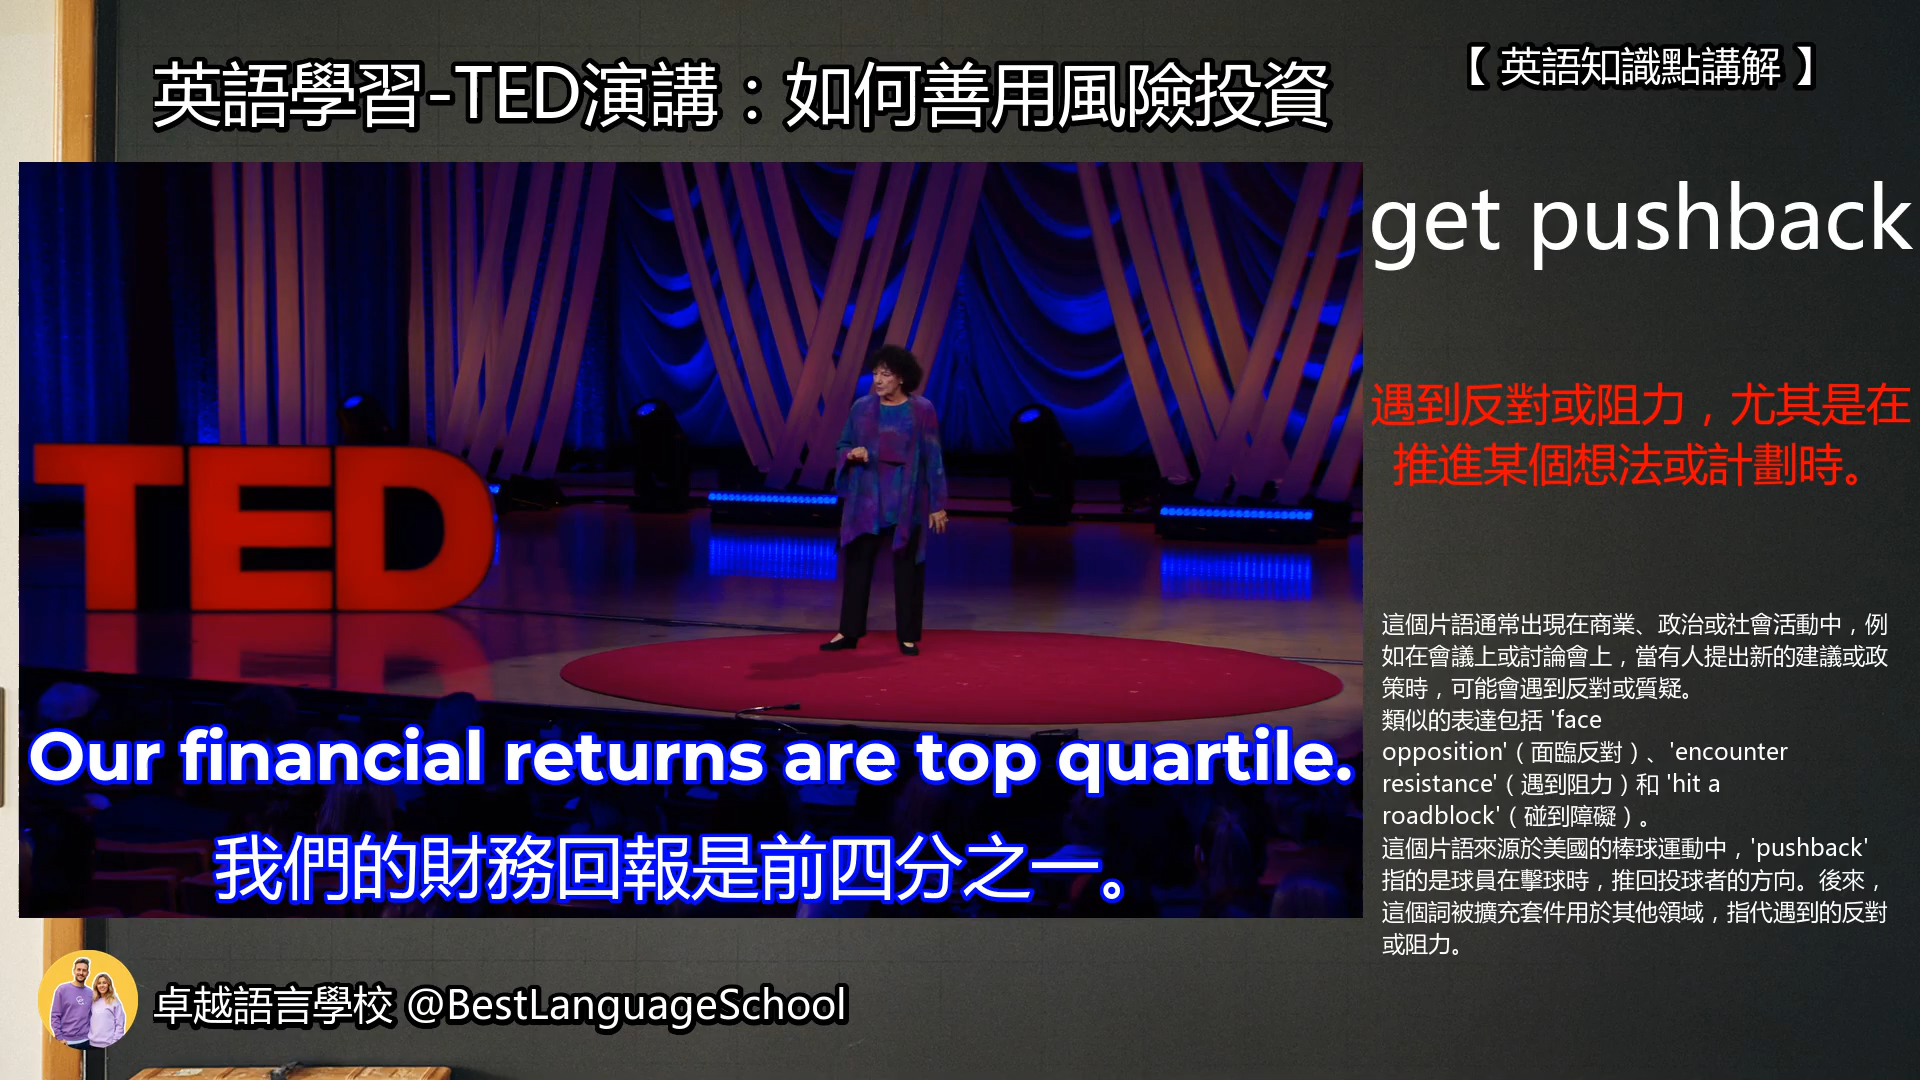 英語學習-TED演講：如何善用風險投資
【 英語知識點講解 】
get pushback
遇到反對或阻力，尤其是在
推進某個想法或計劃時。
這個片語通常出現在商業、政治或社會活動中，例
如在會議上或討論會上，當有人提出新的建議或政
策時，可能會遇到反對或質疑。
類似的表達包括 'face
opposition'（面臨反對）、'encounter
resistance'（遇到阻力）和 'hit a
roadblock'（碰到障礙）。
這個片語來源於美國的棒球運動中，'pushback'
指的是球員在擊球時，推回投球者的方向。後來，
這個詞被擴充套件用於其他領域，指代遇到的反對
或阻力。
TED
Our financial returns are top quartile.
我們的財務回報是前四分之一。
卓越語言學校 @BestLanguageSchool